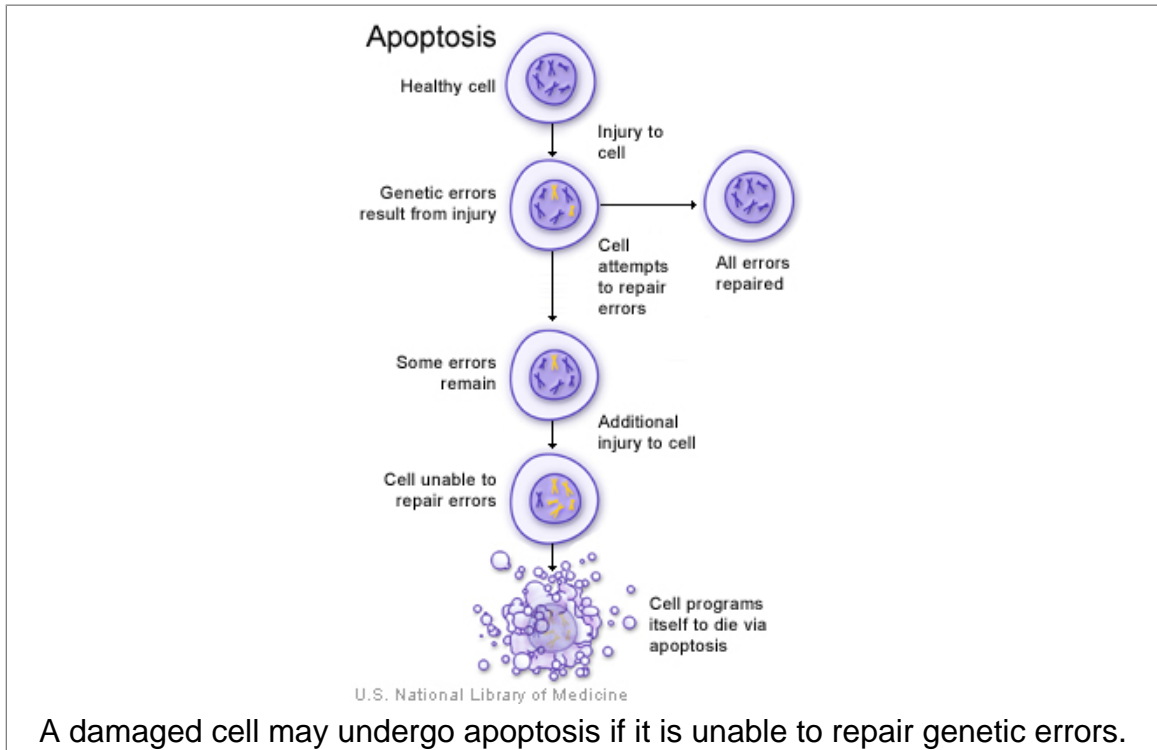 Apoptosis
Healthy cell
Injury to
cell
Genetic errors
result from injury
Cell
attempts
to repair
errors
All errors
repaired
Some errors
remain
Additional
injury to cell
Cell unable to
repair errors
Cell programs
itself to die via
apoptosis
U.S. National Library of Medicine
A damaged cell may undergo apoptosis if it is unable to repair genetic errors.